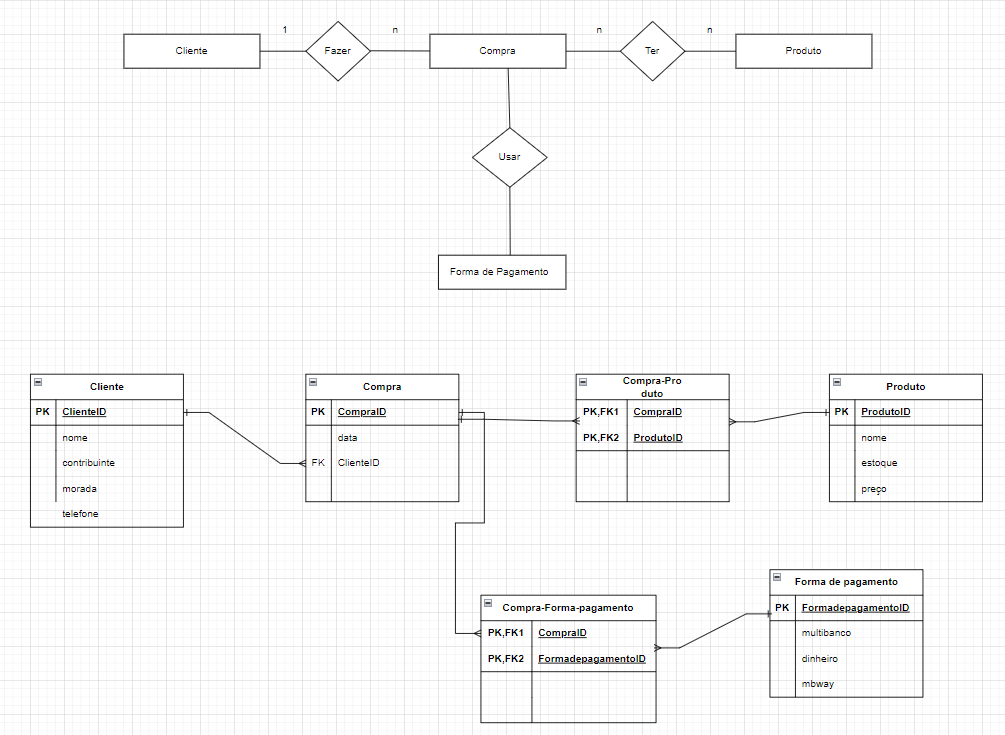 1
n
n
n
Cliente
Fazer
Compra
Ter
Produto
Usar
Forma de Pagamento
Cliente
PK ClienteID
nome
contribuinte
morada
telefone
Compra
PK CompraID
data
FK ClienteID
Compra-Pro
duto
PK,FK1 CompraID
PK,FK2 ProdutoID
Produto
PK ProdutoID
nome
estoque
preço
Compra-Forma-pagamento
PK,FK1 CompraID
PK,FK2 FormadepagamentoID
Forma de pagamento
PK FormadepagamentoID
multibanco
dinheiro
mbway